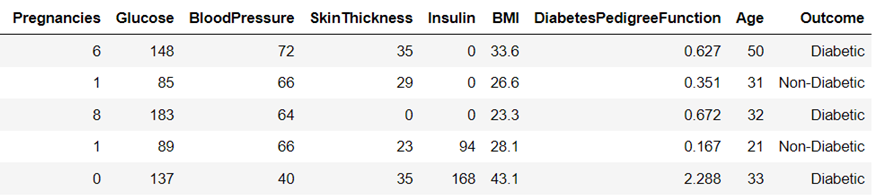 Pregnancies Glucose BloodPressure SkinThickness Insulin BMI DiabetesPedigreeFunction Age Outcome
6 148 72 35 0 33.6 0.627 50 Diabetic
1 85 66 29 0 26.6 0.351 31 Non-Diabetic
8 183 64 0 0 23.3 0.672 32 Diabetic
1 89 66 23 94 28.1 0.167 21 Non-Diabetic
0 137 40 35 168 43.1 2.288 33 Diabetic